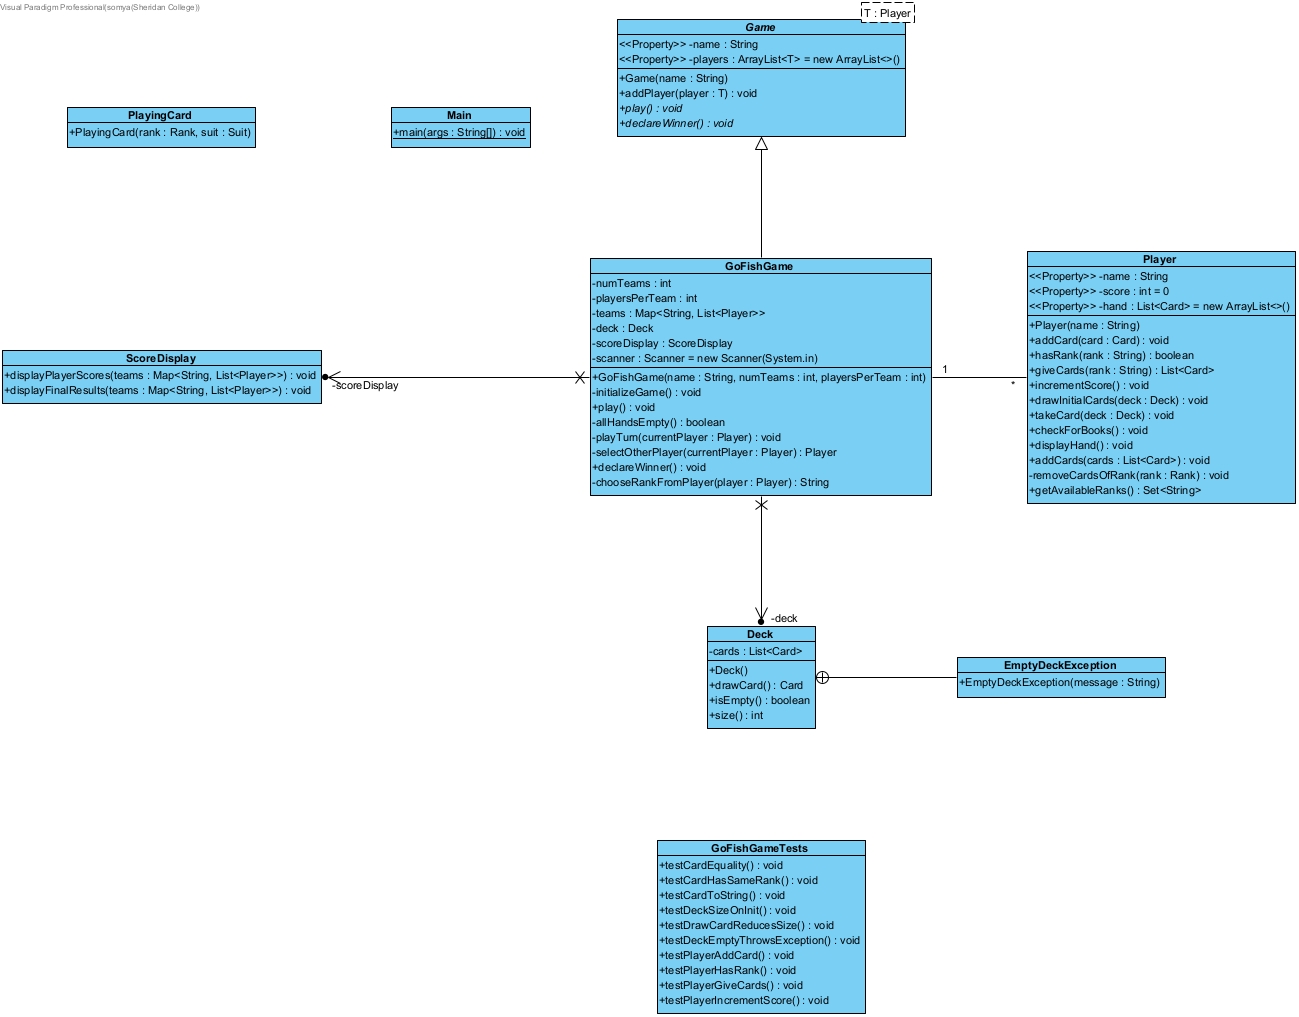 Visual Paradigm Professional(somya(Sheridan College))
T : Player
Game
<<Property>> -name : String
<<Property>> -players : ArrayList<T> = new ArrayList<>()
+Game(name : String)
+addPlayer(player : T) : void
+play() : void
+declareWinner() : void
PlayingCard
+PlayingCard(rank : Rank, suit : Suit)
Main
+main(args : String[]) : void
GoFishGame
-numTeams : int
-playersPerTeam : int
-teams : Map<String, List<Player>>
-deck : Deck
-scoreDisplay : ScoreDisplay
-scanner : Scanner = new Scanner(System.in)
+GoFishGame(name : String, numTeams : int, playersPerTeam : int)
-initializeGame() : void
+play() : void
-allHandsEmpty() : boolean
-playTurn(currentPlayer : Player) : void
-selectOtherPlayer(currentPlayer : Player) : Player
+declareWinner() : void
-chooseRankFromPlayer(player : Player) : String
1
*
Player
<<Property>> -name : String
<<Property>> -score : int = 0
<<Property>> -hand : List<Card> = new ArrayList<>()
+Player(name : String)
+addCard(card : Card) : void
+hasRank(rank : String) : boolean
+giveCards(rank : String) : List<Card>
+incrementScore() : void
+drawInitialCards(deck : Deck) : void
+takeCard(deck : Deck) : void
+checkForBooks() : void
+displayHand() : void
+addCards(cards : List<Card>) : void
-removeCardsOfRank(rank : Rank) : void
+getAvailableRanks() : Set<String>
ScoreDisplay
+displayPlayerScores(teams : Map<String, List<Player>>) : void
+displayFinalResults(teams : Map<String, List<Player>>) : void
-scoreDisplay
-deck
Deck
-cards : List<Card>
+Deck()
+drawCard() : Card
+isEmpty() : boolean
+size() : int
EmptyDeckException
+EmptyDeckException(message : String)
GoFishGameTests
+testCardEquality() : void
+testCardHasSameRank() : void
+testCardToString() : void
+testDeckSizeOnInit() : void
+testDrawCardReducesSize() : void
+testDeckEmptyThrowsException() : void
+testPlayerAddCard() : void
+testPlayerHasRank() : void
+testPlayerGiveCards() : void
+testPlayerIncrementScore() : void